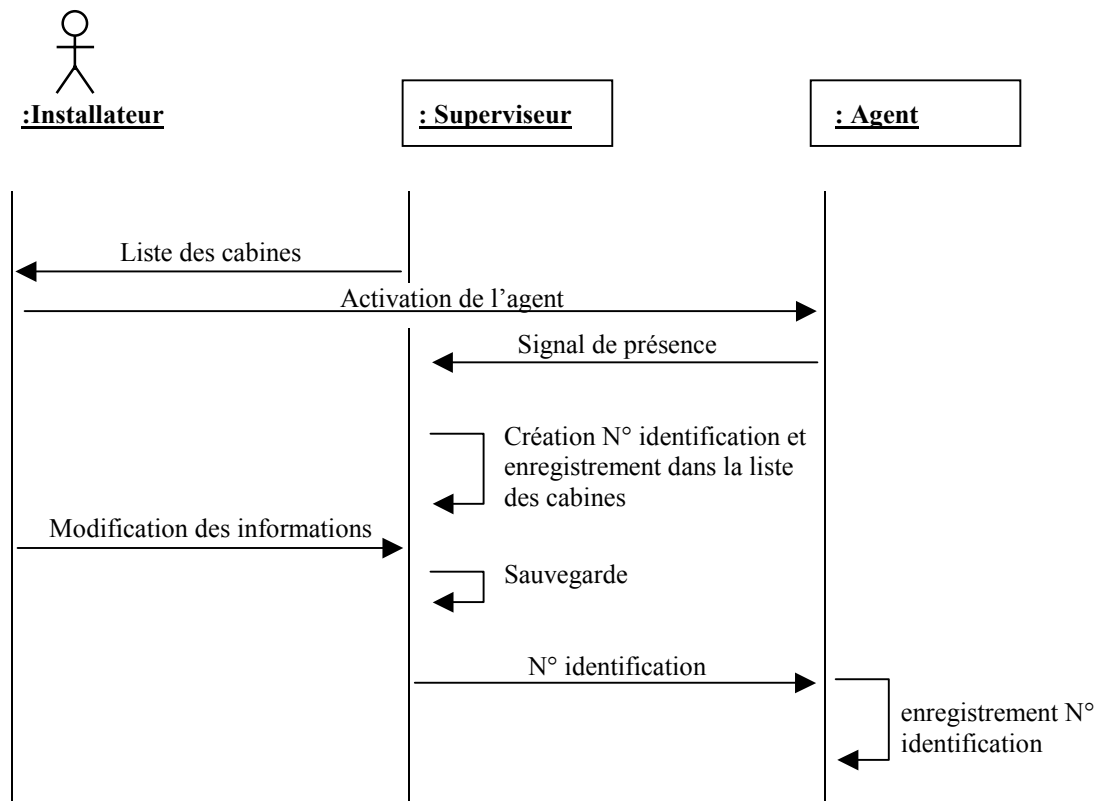 :Installateur
: Superviseur
: Agent
Liste des cabines
Activation de l’agent
Signal de présence
Création N° identification et
enregistrement dans la liste
des cabines
Modification des informations
Sauvegarde
N° identification
enregistrement N°
identification